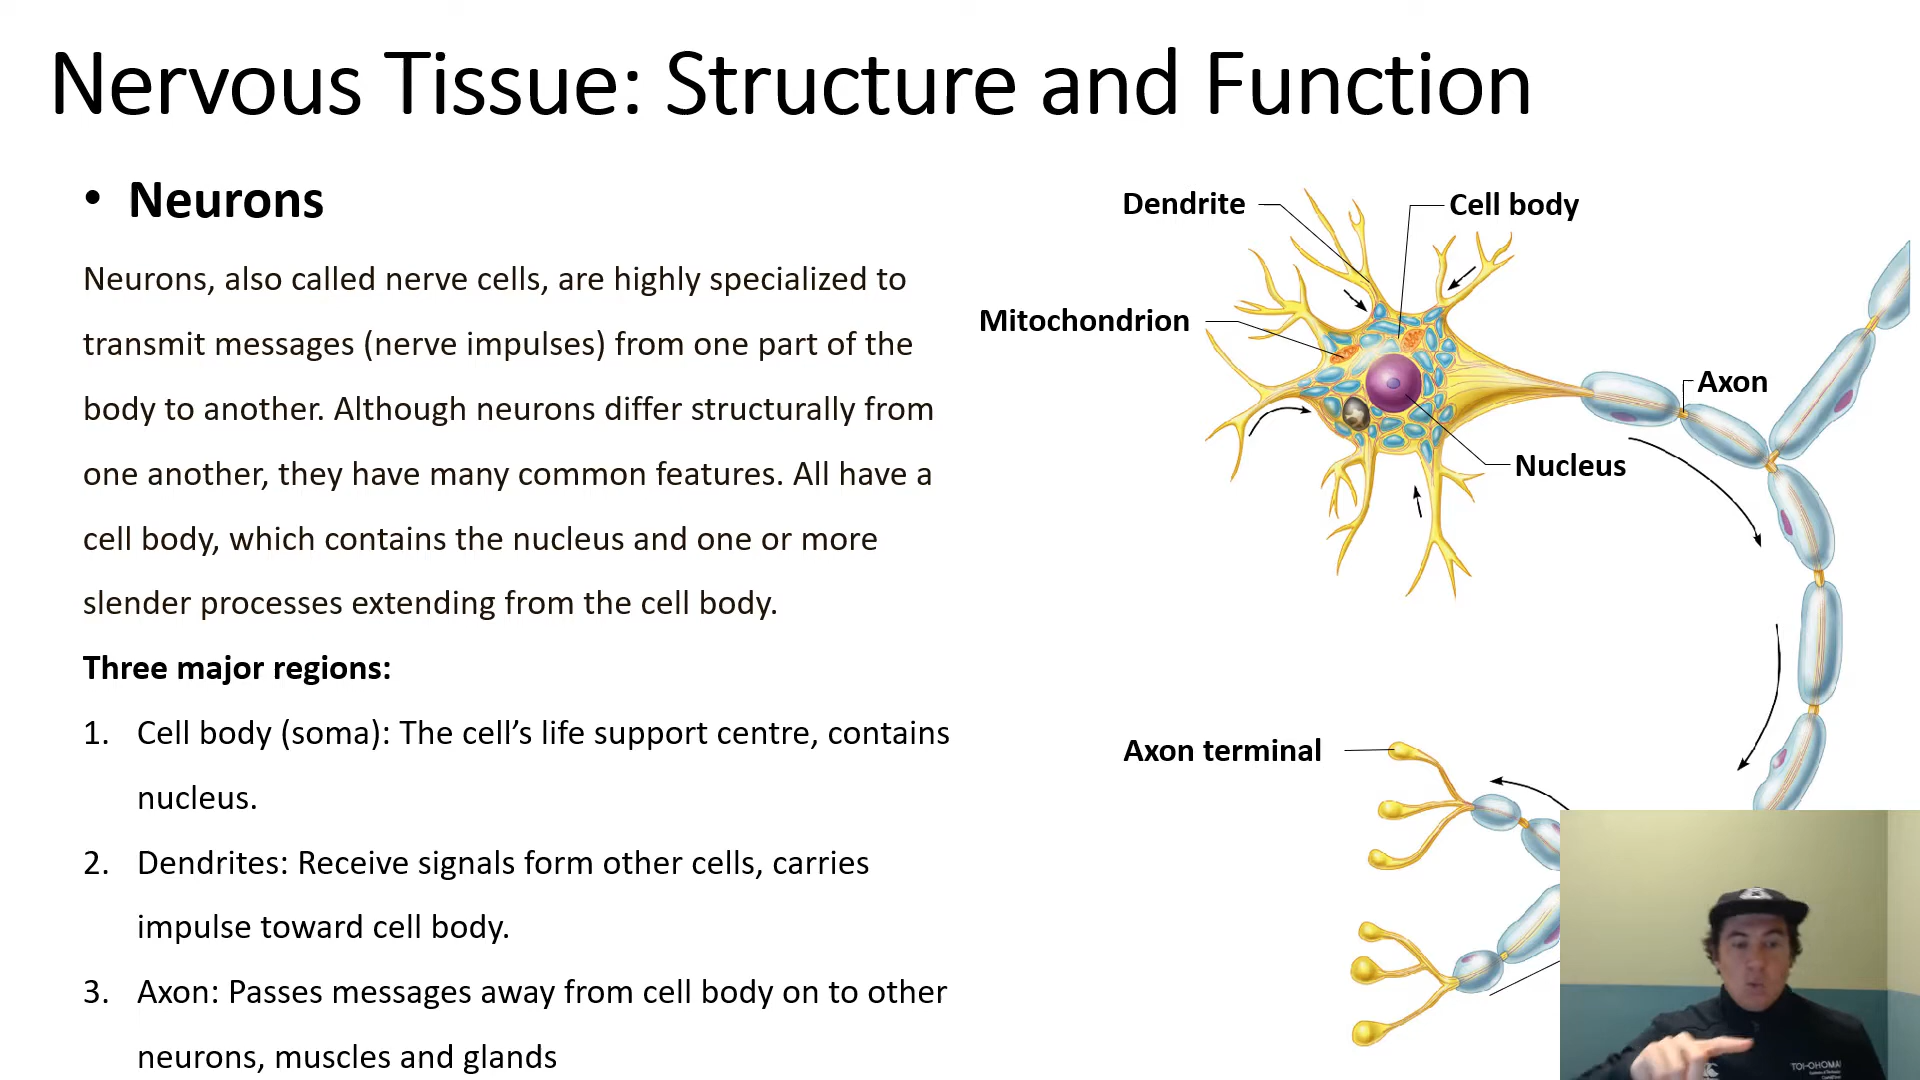 Nervous Tissue: Structure and Function
• Neurons
Neurons, also called nerve cells, are highly specialized to
transmit messages (nerve impulses) from one part of the
body to another. Although neurons differ structurally from
one another, they have many common features. All have a
cell body, which contains the nucleus and one or more
slender processes extending from the cell body.
Three major regions:
1. Cell body (soma): The cell’s life support centre, contains
nucleus.
2. Dendrites: Receive signals form other cells, carries
impulse toward cell body.
3. Axon: Passes messages away from cell body on to other
neurons, muscles and glands
Dendrite
Cell body
Mitochondrion
Axon
Nucleus
Axon terminal
TOI-OHOMAI